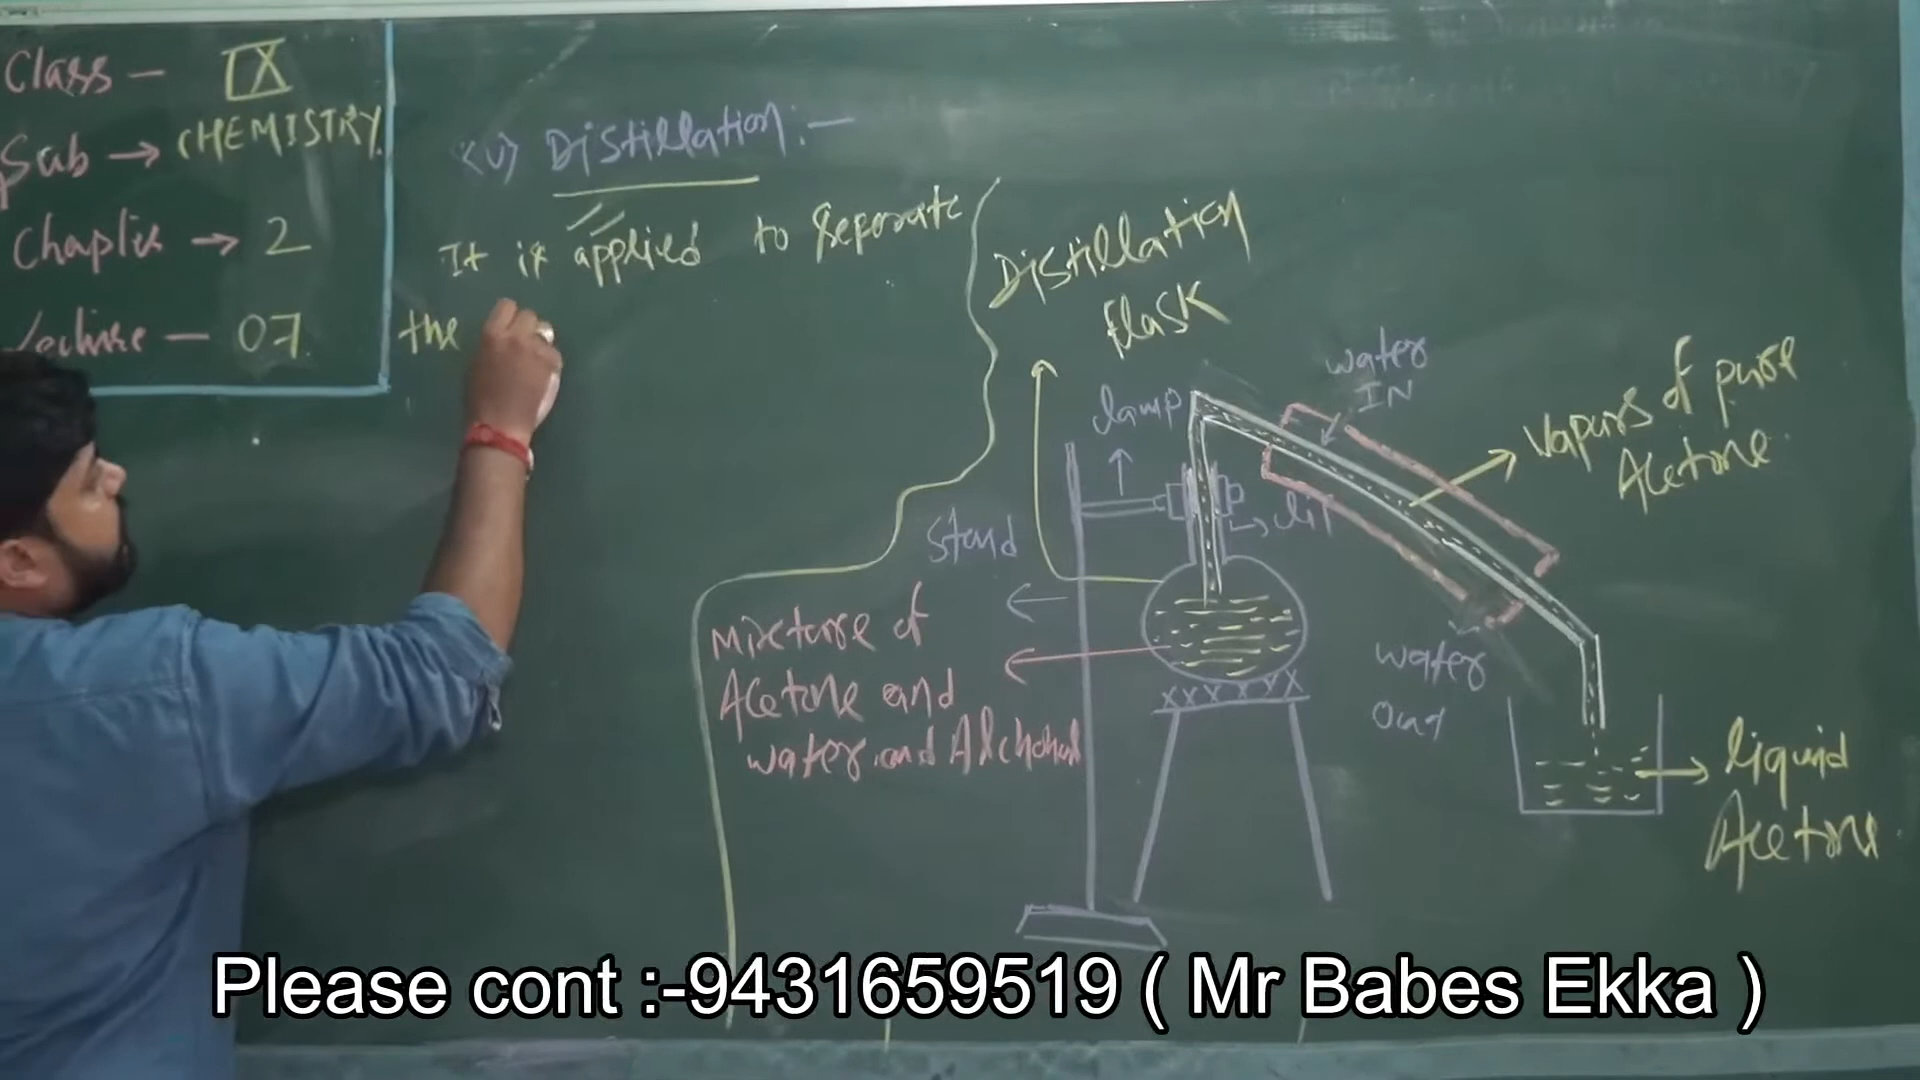 Class - IX
Sub → CHEMISTRY
Chapter → 2
Lecture - 07
(V) Distillation :-
It is applied to separate
the
Distillation
flask
water
IN
clamp
Vapurs of pure
Acetone
stand
Mixture of
Acetone and
water and Alchohal
water
Out
liquid
Acetone
Please cont :-9431659519 ( Mr Babes Ekka )